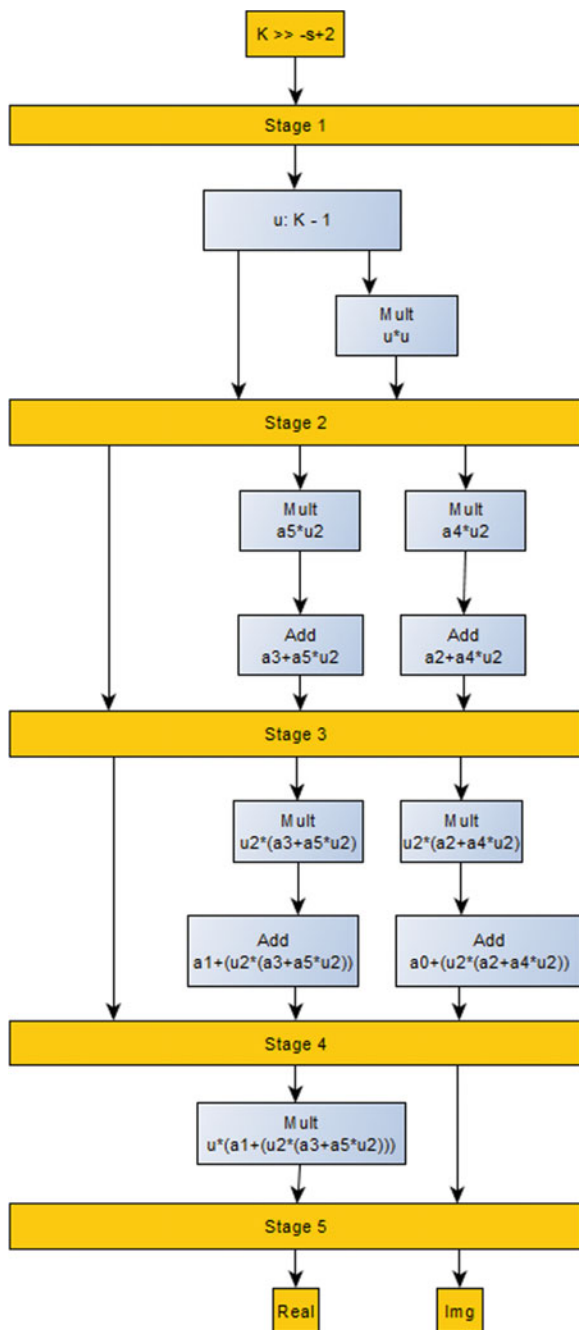 K >> -s+2
Stage 1
u: K - 1
Mult
u*u
Stage 2
Mult
a5*u2
Mult
a4*u2
Add
a3+a5*u2
Add
a2+a4*u2
Stage 3
Mult
u2*(a3+a5*u2)
Mult
u2*(a2+a4*u2)
Add
a1+(u2*(a3+a5*u2))
Add
a0+(u2*(a2+a4*u2))
Stage 4
Mult
u*(a1+(u2*(a3+a5*u2)))
Stage 5
Real
Img